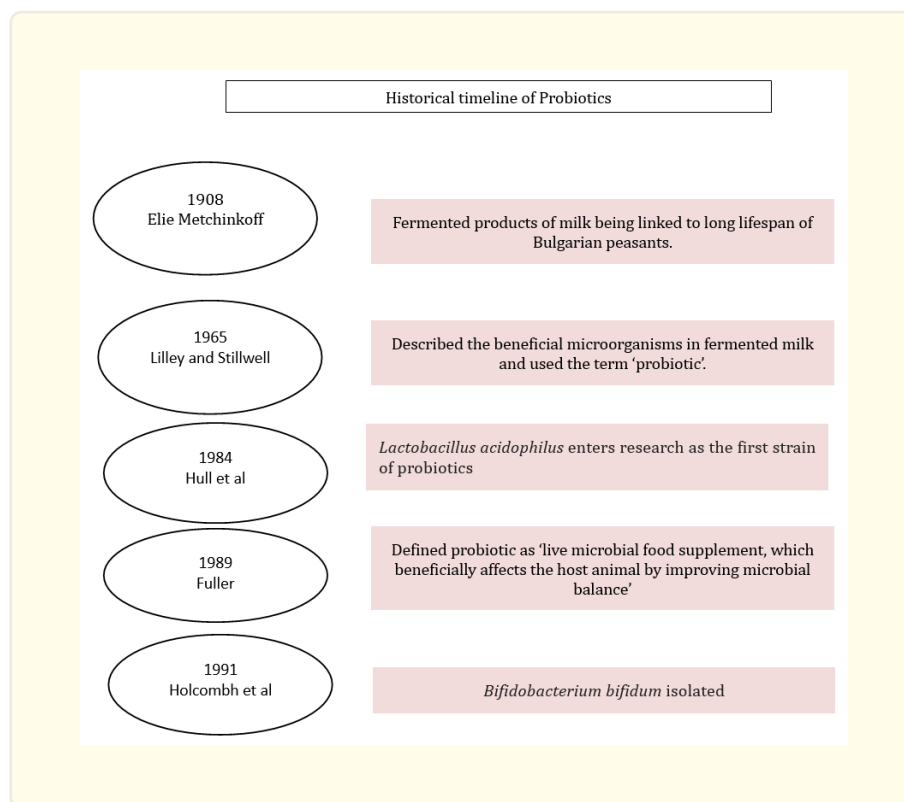 Historical timeline of Probiotics
1908
Elie Metchinkoff
Fermented products of milk being linked to long lifespan of
Bulgarian peasants.
1965
Lilley and Stillwell
Described the beneficial microorganisms in fermented milk
and used the term ‘probiotic’.
1984
Hull et al
Lactobacillus acidophilus enters research as the first strain
of probiotics
1989
Fuller
Defined probiotic as ‘live microbial food supplement, which
beneficially affects the host animal by improving microbial
balance’
1991
Holcombh et al
Bifidobacterium bifidum isolated